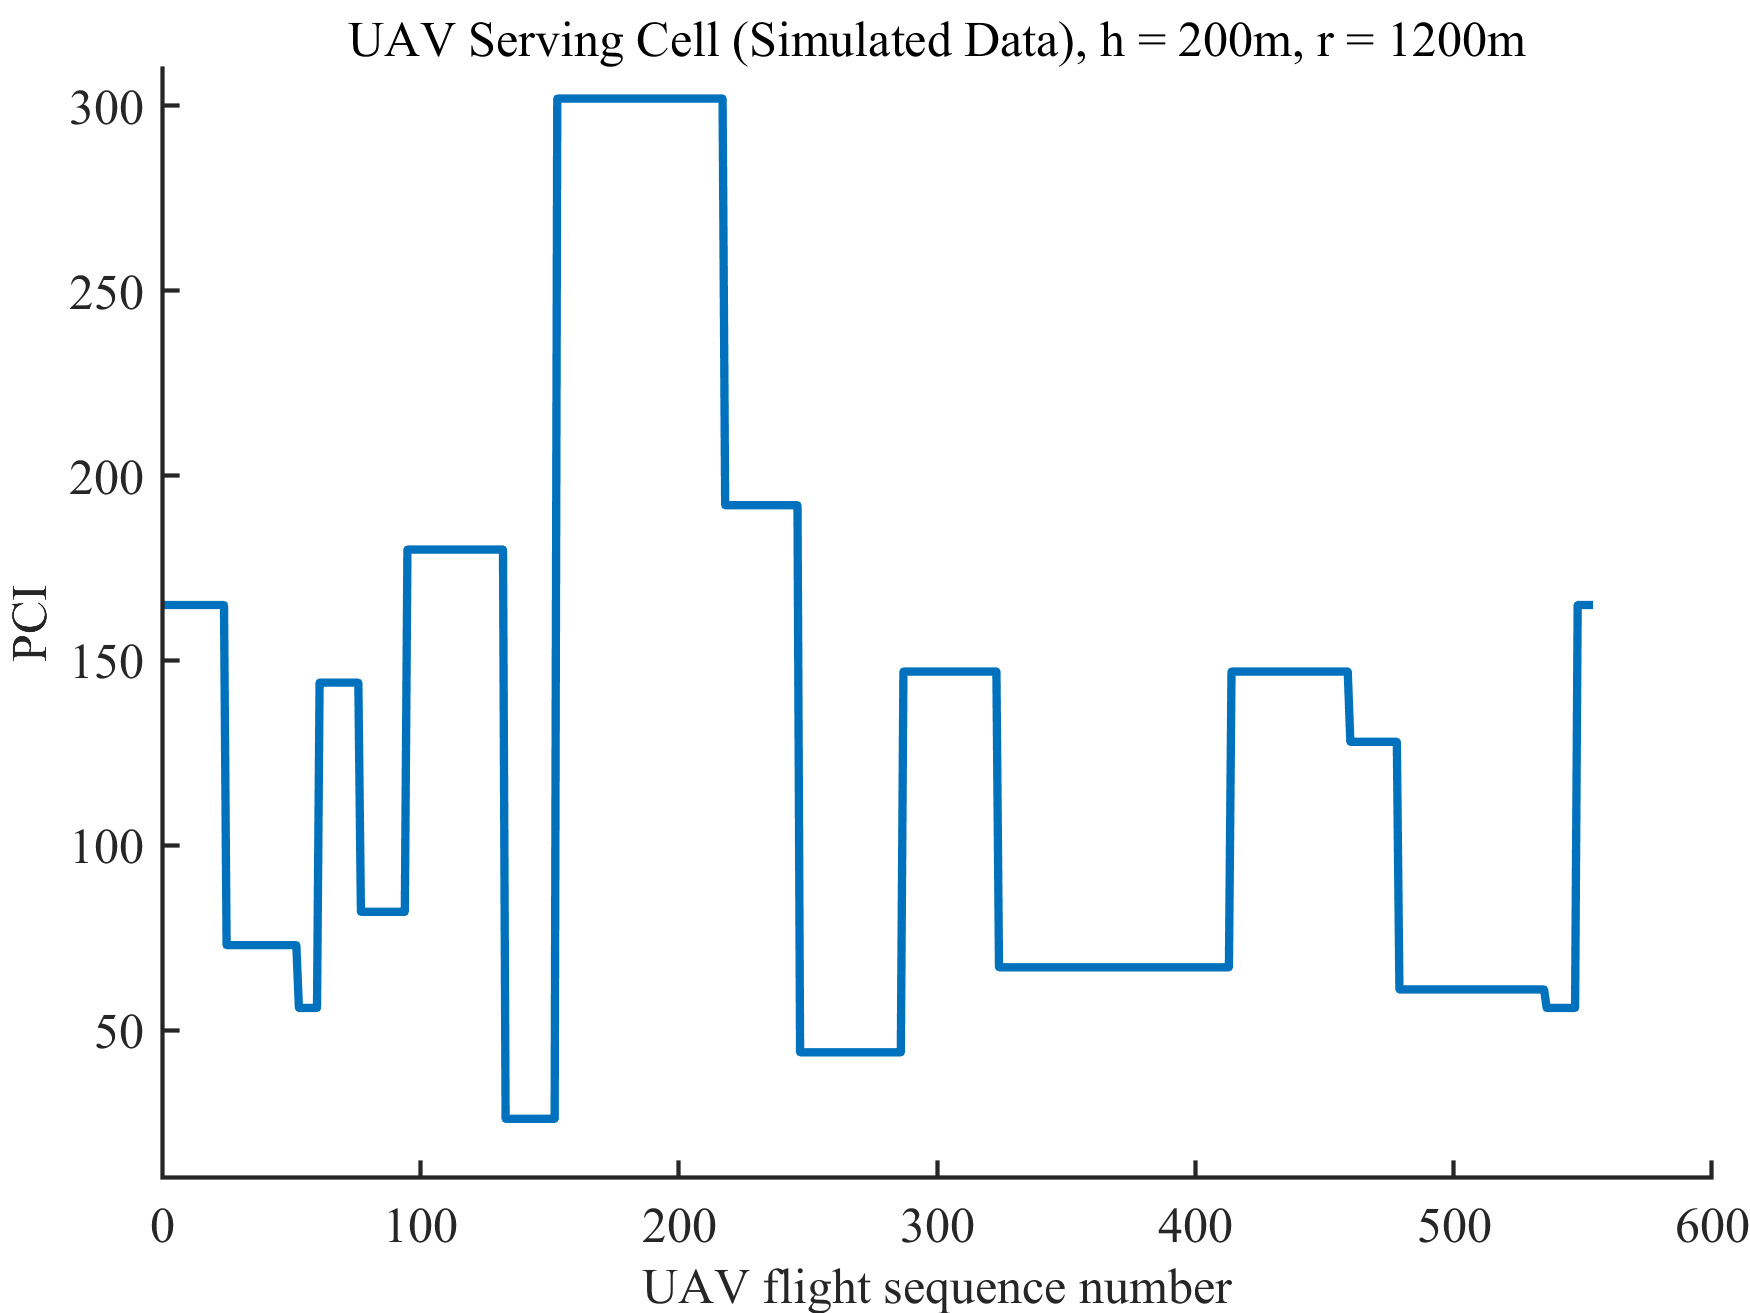 UAV Serving Cell (Simulated Data), h = 200m, r = 1200m
300
250
200
150
100
50
PCI
0 100 200 300 400 500 600
UAV flight sequence number